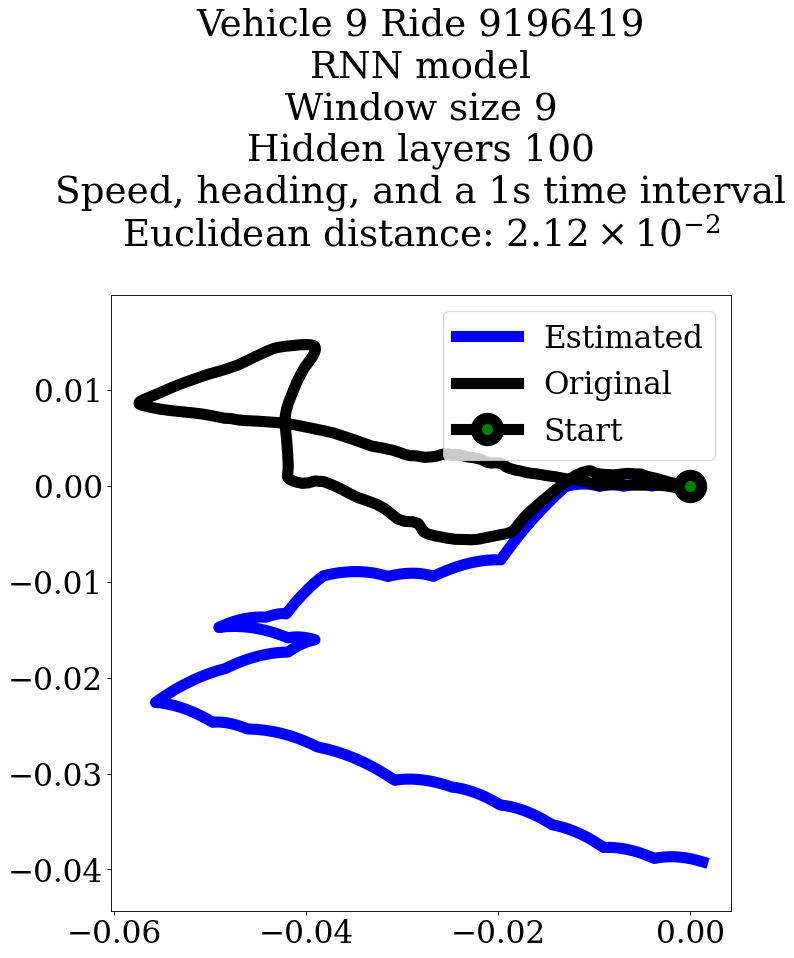 Vehicle 9 Ride 9196419
RNN model
Window size 9
Hidden layers 100
Speed, heading, and a 1s time interval
Euclidean distance: 2.12 × 10⁻²
Estimated
Original
Start
0.01
0.00
−0.01
−0.02
−0.03
−0.04
−0.06 −0.04 −0.02 0.00